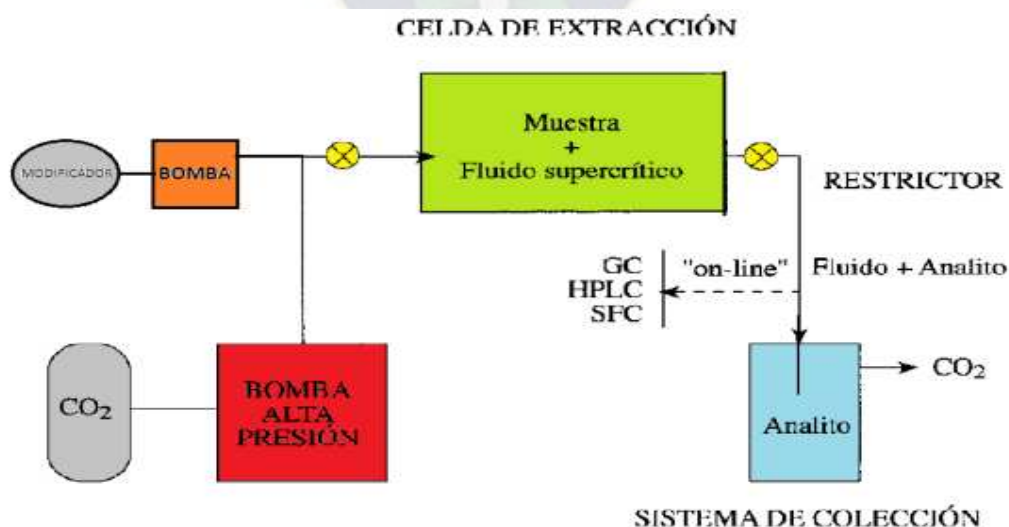 CELDA DE EXTRACCIÓN
Muestra
+
Fluido supercrítico
MODIFICADOR
BOMBA
RESTRICTOR
GC
HPLC
SFC
"on-line"
Fluido + Analito
CO2
BOMBA
ALTA
PRESIÓN
Analito
CO2
SISTEMA DE COLECCIÓN